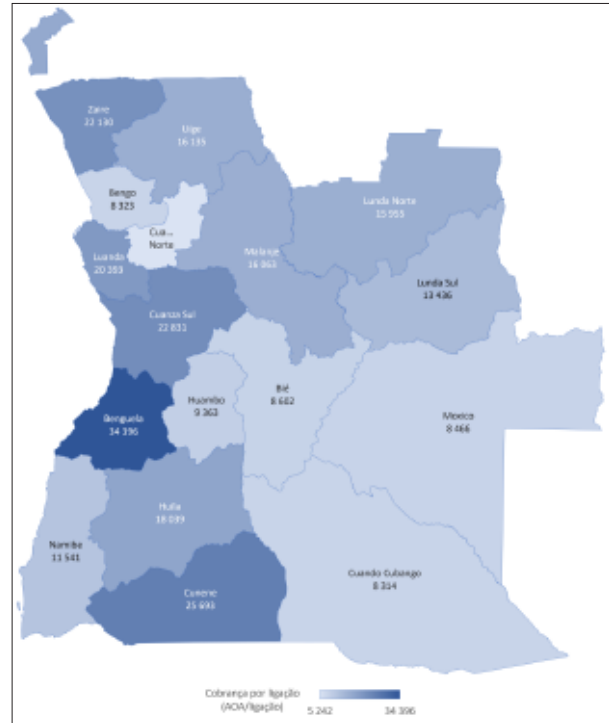 Zaire
22 130
Uíge
16 135
Bengo
8 323
Cua...
Norte
Lunda Norte
15 955
Luanda
20 393
Malanje
16 063
Lunda Sul
13 436
Cuanza Sul
22 831
Bié
8 602
Huambo
9 363
Moxico
8 466
Benguela
34 396
Huíla
18 039
Namibe
11 541
Cuando Cubango
8 314
Cunene
25 693
Cobrança por ligação
(AOA/ligação)
5 242
34 396